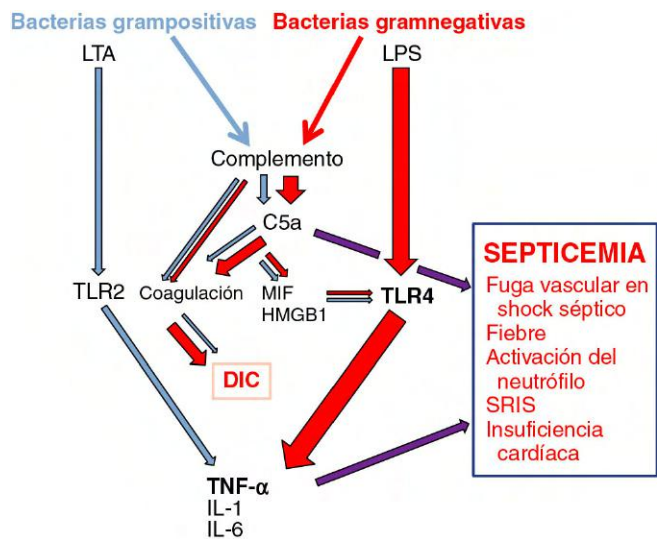 Bacterias grampositivas
Bacterias gramnegativas
LTA
LPS
Complemento
C5a
TLR2
Coagulación
MIF
HMGB1
TLR4
DIC
TNF-α
IL-1
IL-6
SEPTICEMIA
Fuga vascular en
shock séptico
Fiebre
Activación del
neutrófilo
SRIS
Insuficiencia
cardíaca